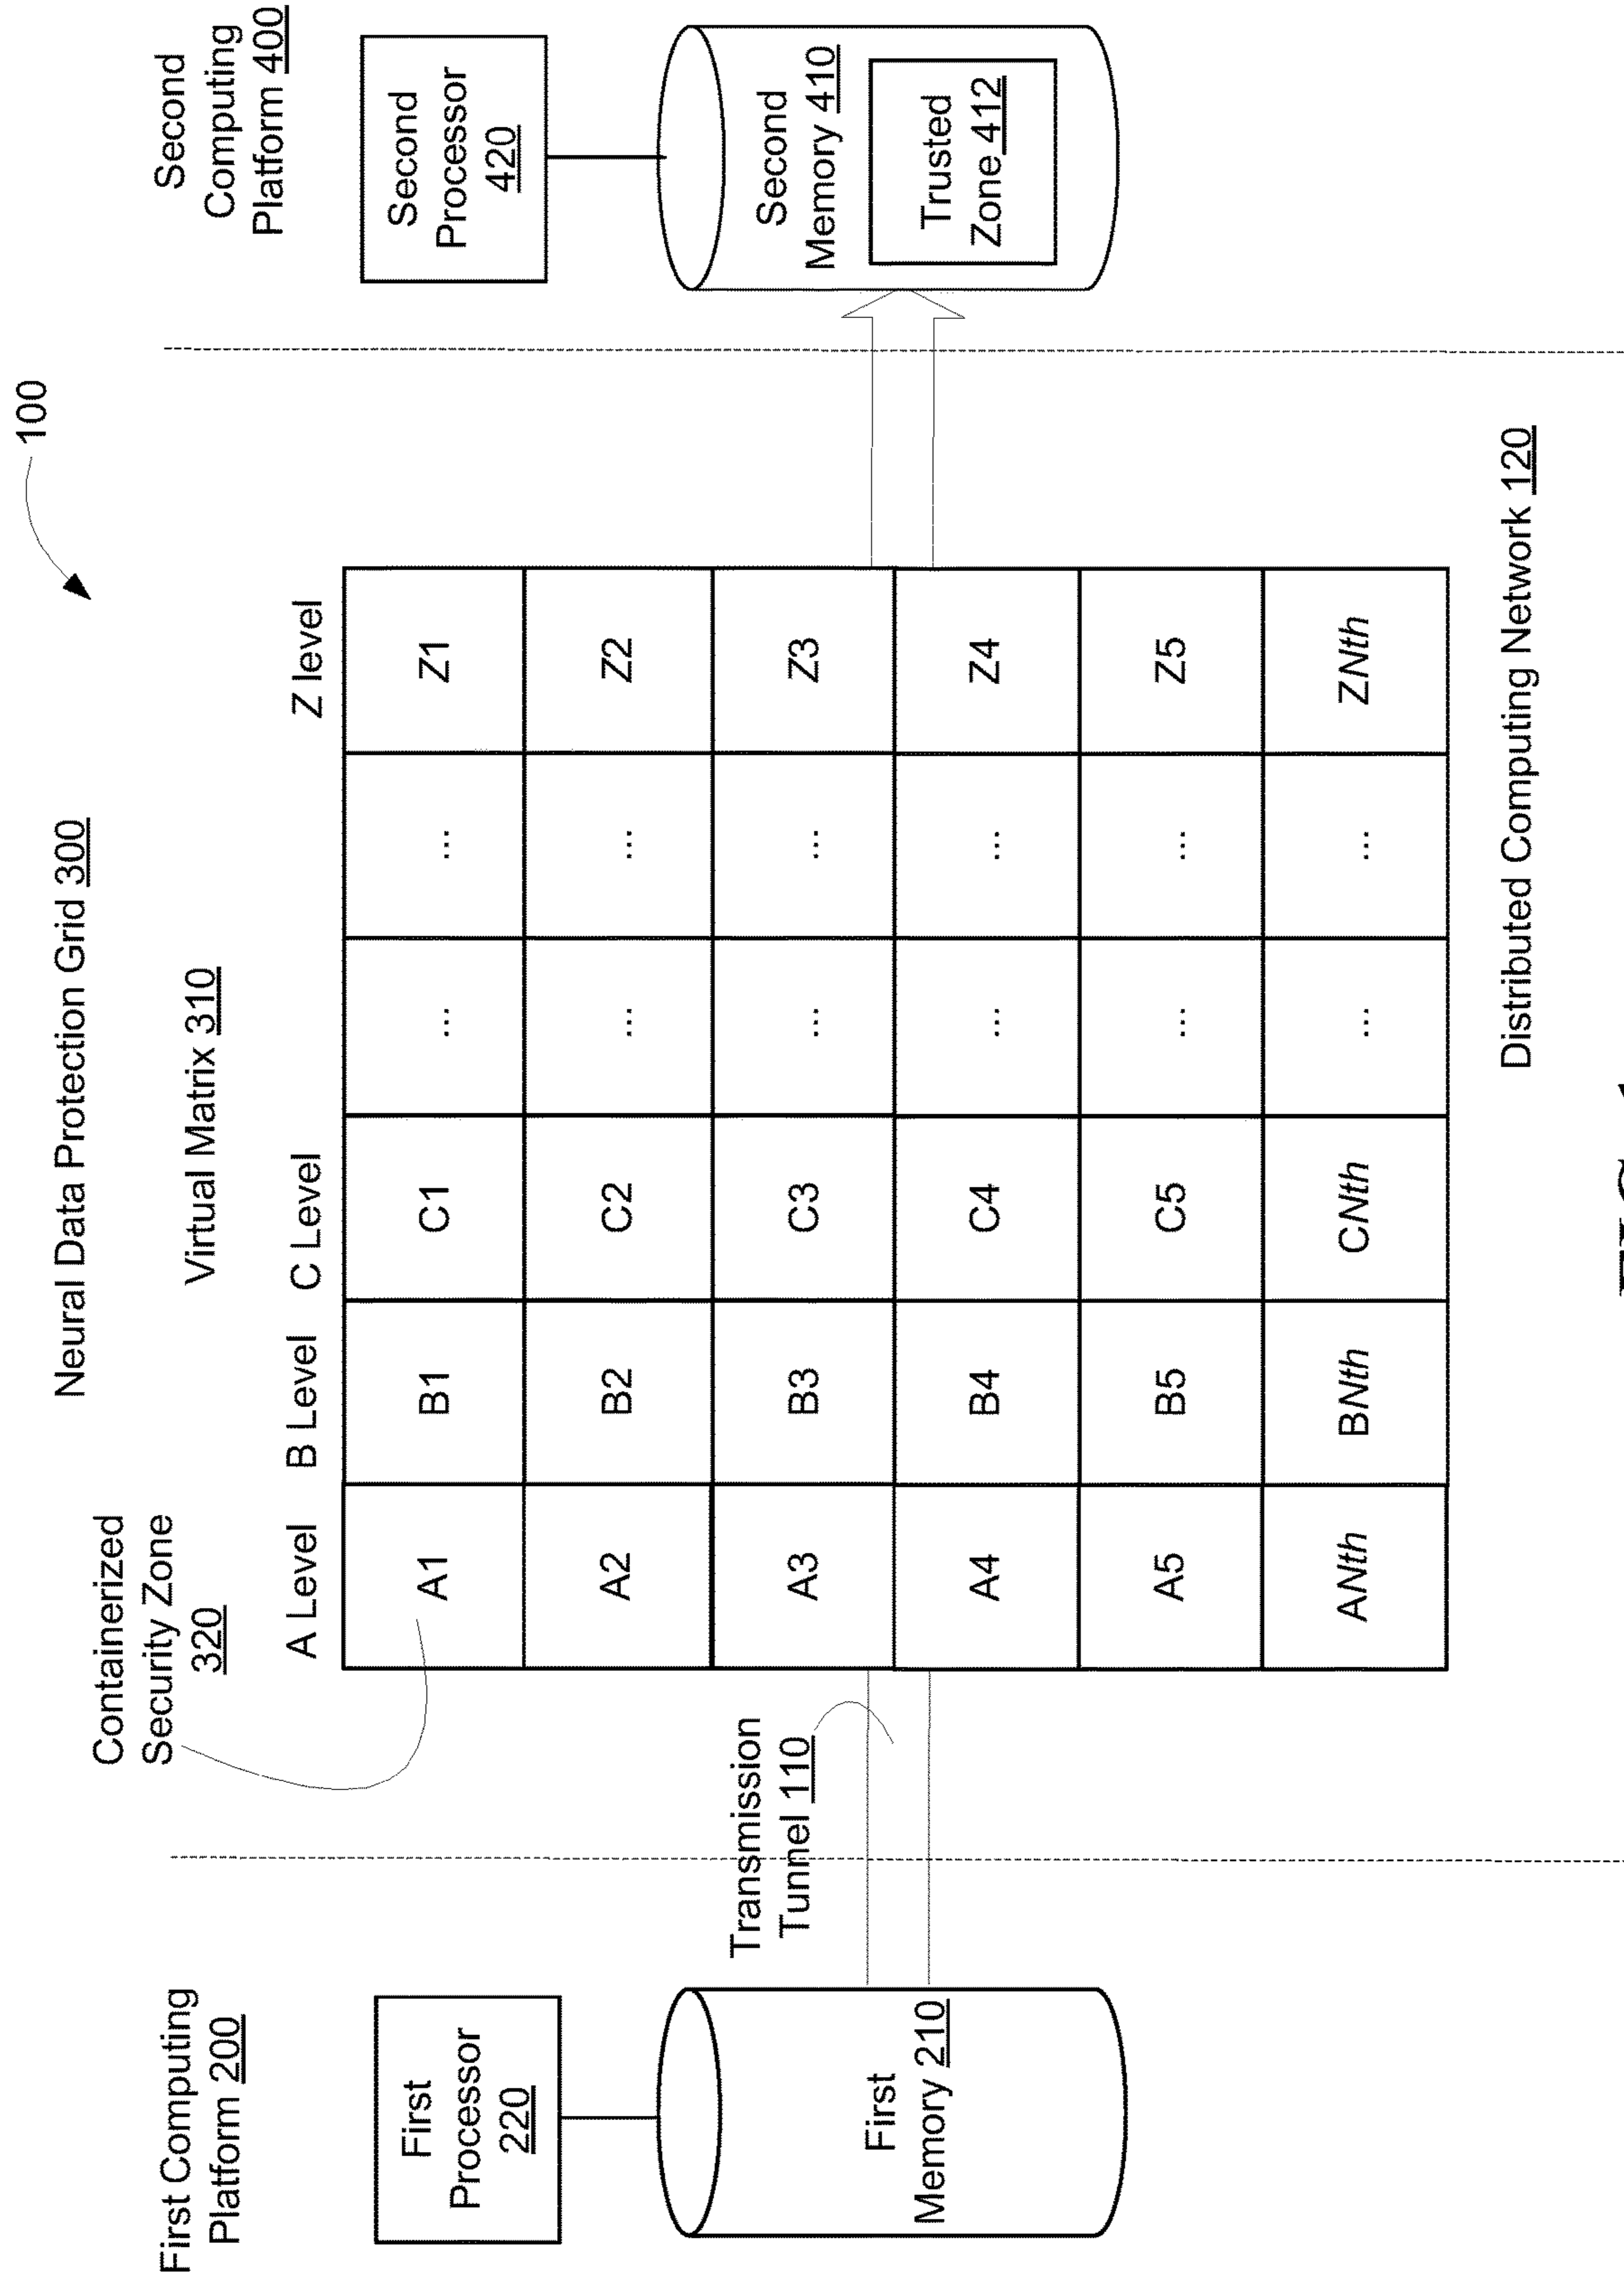 100
Neural Data Protection Grid 300
First Computing
Platform 200
Containerized
Security Zone
320
Virtual Matrix 310
Second
Computing
Platform 400
A Level
B Level
C Level
Z level
First
Processor
220
A1
B1
C1
...
...
Z1
Second
Processor
420
A2
B2
C2
...
...
Z2
Transmission
Tunnel 110
A3
B3
C3
...
...
Z3
Second
Memory 410
First
Memory 210
A4
B4
C4
...
...
Z4
Trusted
Zone 412
A5
B5
C5
...
...
Z5
ANth
BNth
CNth
...
...
ZNth
Distributed Computing Network 120